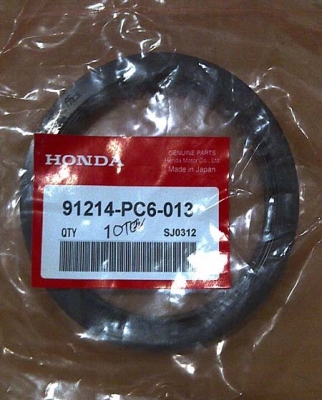 HONDA
GENUINE PARTS
Honda Motor Co., Ltd.
Made in Japan
91214-PC6-013
QTY
SJ0312